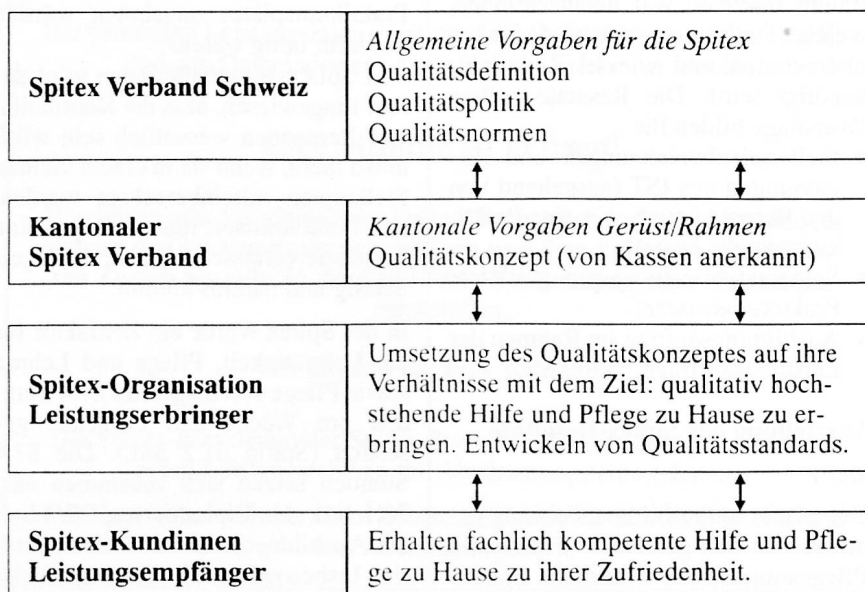 Spitex Verband Schweiz
Allgemeine Vorgaben für die Spitex
Qualitätsdefinition
Qualitätspolitik
Qualitätsnormen
Kantonaler
Spitex Verband
Kantonale Vorgaben Gerüst/Rahmen
Qualitätskonzept (von Kassen anerkannt)
Spitex-Organisation
Leistungserbringer
Umsetzung des Qualitätskonzeptes auf ihre
Verhältnisse mit dem Ziel: qualitativ hoch-
stehende Hilfe und Pflege zu Hause zu er-
bringen. Entwickeln von Qualitätsstandards.
Spitex-Kundinnen
Leistungsempfänger
Erhalten fachlich kompetente Hilfe und Pfle-
ge zu Hause zu ihrer Zufriedenheit.